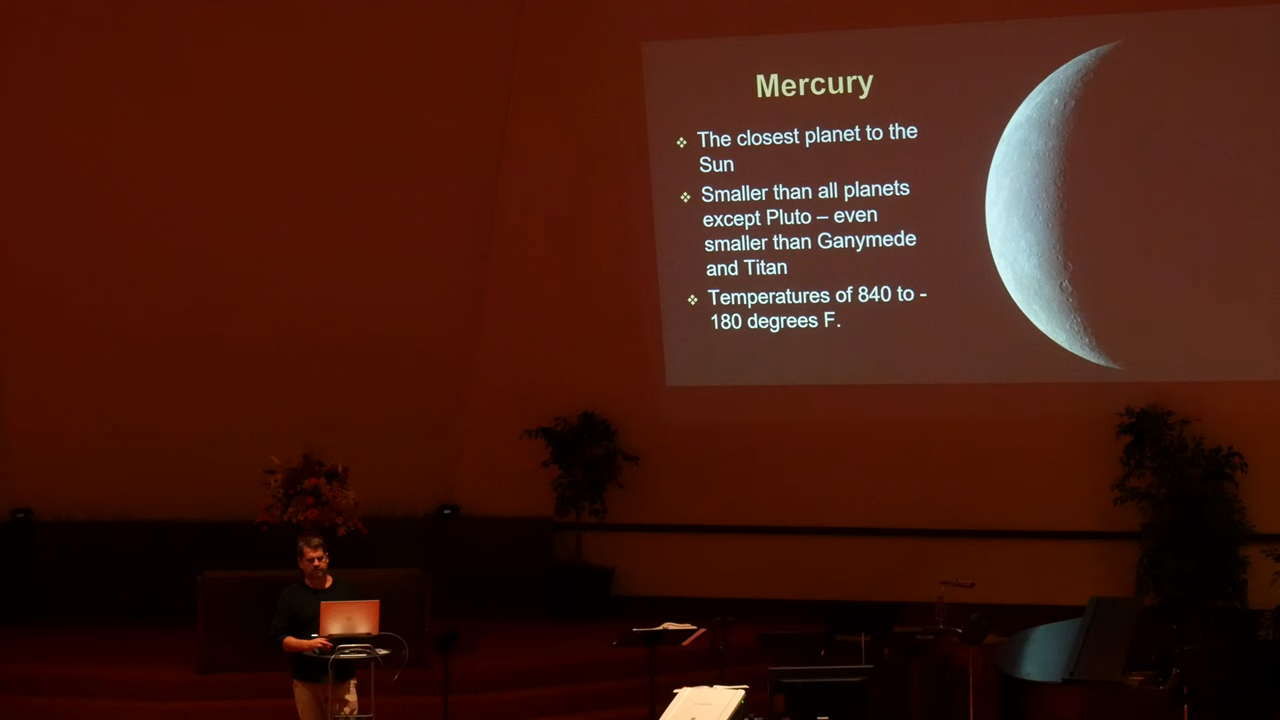 Mercury
❖ The closest planet to the
Sun
❖ Smaller than all planets
except Pluto – even
smaller than Ganymede
and Titan
❖ Temperatures of 840 to -
180 degrees F.